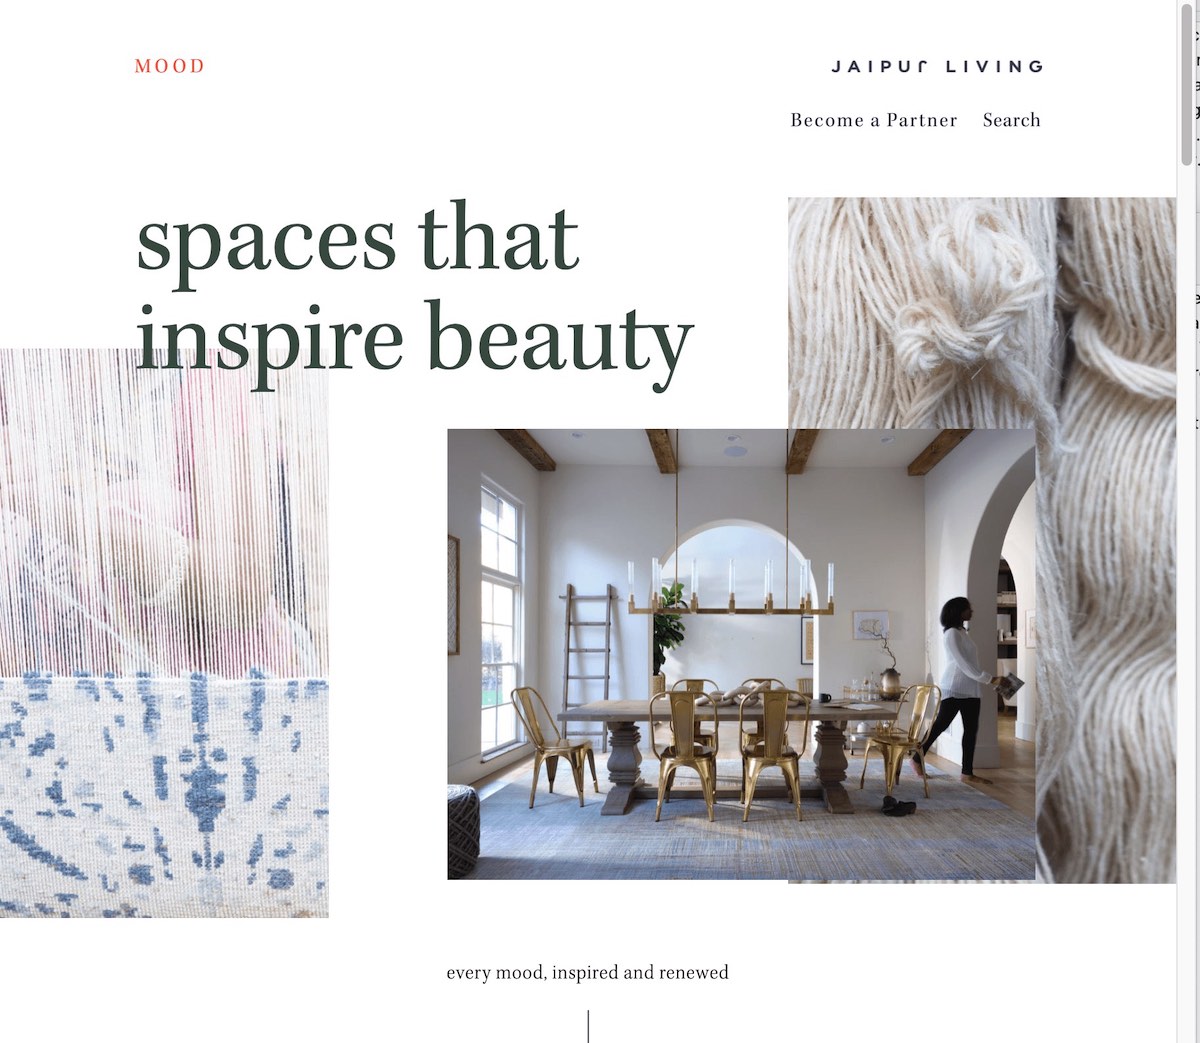 MOOD
JAIPUR LIVING
Become a Partner Search
spaces that
inspire beauty
every mood, inspired and renewed